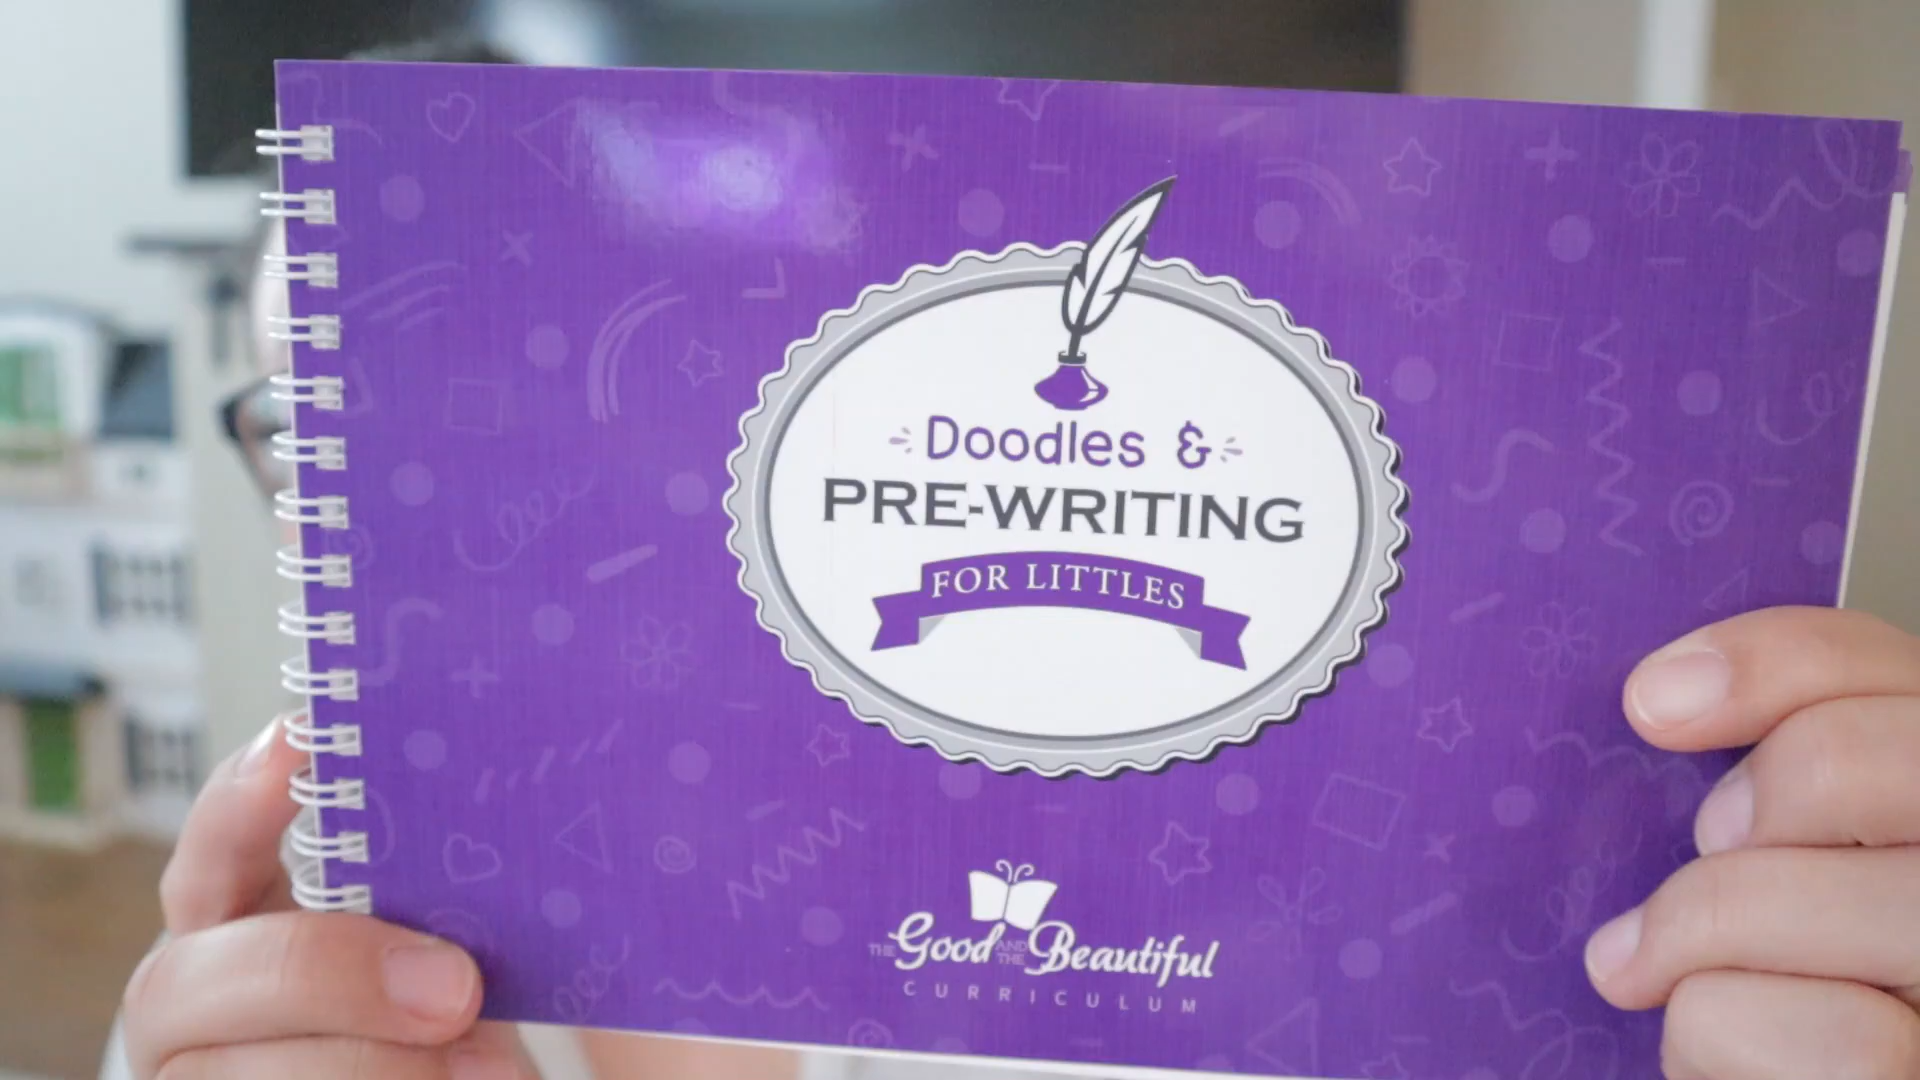 Doodles &
PRE-WRITING
FOR LITTLES
THE Good AND THE Beautiful
CURRICULUM